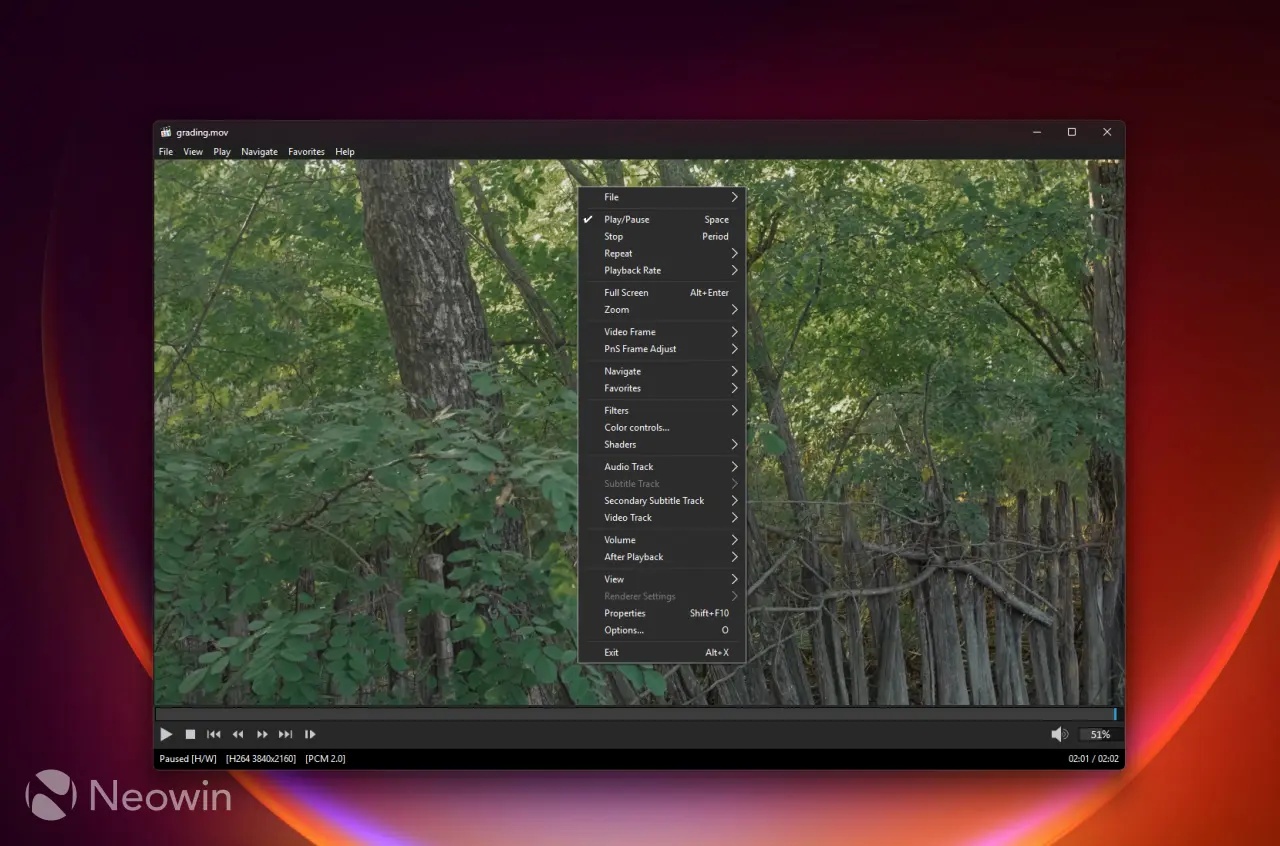 grading.mov
File View Play Navigate Favorites Help
File
Play/Pause Space
Stop Period
Repeat
Playback Rate
Full Screen Alt+Enter
Zoom
Video Frame
PnS Frame Adjust
Navigate
Favorites
Filters
Color controls...
Shaders
Audio Track
Subtitle Track
Secondary Subtitle Track
Video Track
Volume
After Playback
View
Renderer Settings
Properties Shift+F10
Options... O
Exit Alt+X
51%
Paused [H/W] [H264 3840x2160] [PCM 2.0] 02:01 / 02:02
Neowin